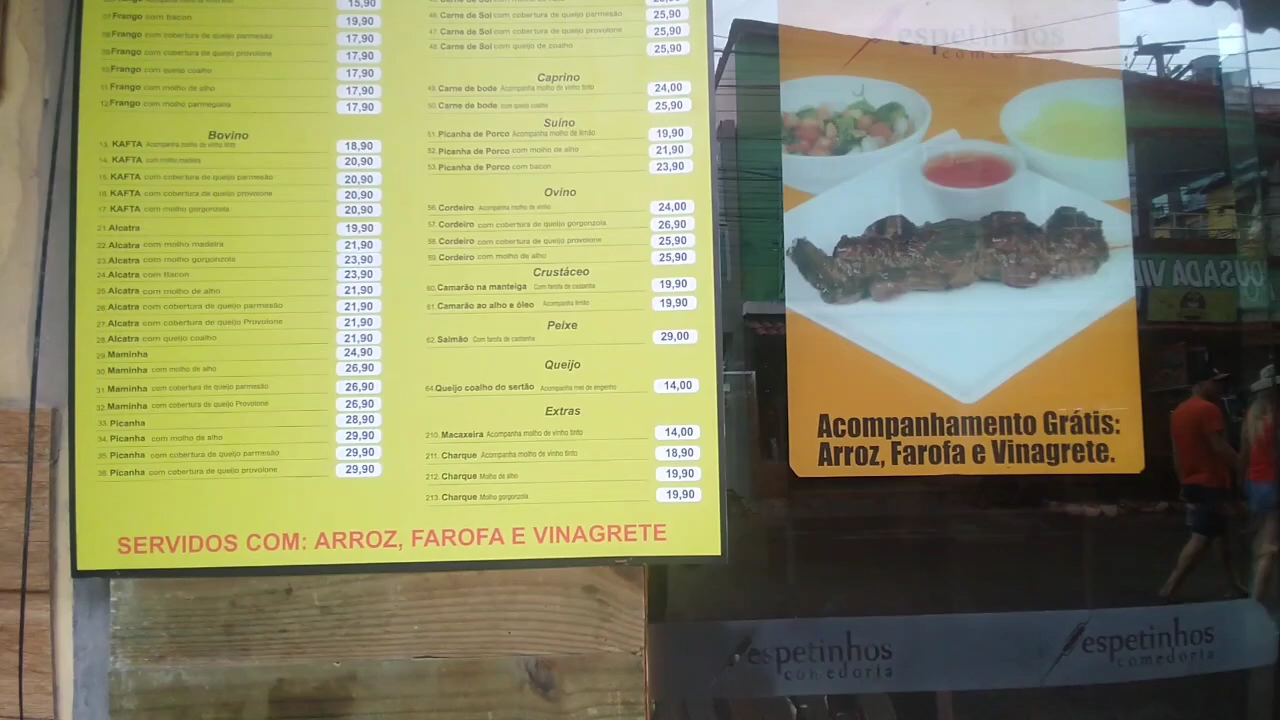 15,90
Frango com bacon 19,90
Frango com cobertura de queijo parmesão 17,90
Frango com cobertura de queijo provolone 17,90
Frango com queijo coalho 17,90
11. Frango com molho de alho 17,90
12. Frango com molho parmegiana 17,90
Bovino
13. KAFTA Acompanha molho de vinho tinto 18,90
14. KAFTA com molho madeira 20,90
15. KAFTA com cobertura de queijo parmesão 20,90
16. KAFTA com cobertura de queijo provolone 20,90
17. KAFTA com molho gorgonzola 20,90
21. Alcatra 19,90
22. Alcatra com molho madeira 21,90
23. Alcatra com molho gorgonzola 23,90
24. Alcatra com Bacon 23,90
25. Alcatra com molho de alho 21,90
26. Alcatra com cobertura de queijo parmesão 21,90
27. Alcatra com cobertura de queijo Provolone 21,90
28. Alcatra com queijo coalho 21,90
29. Maminha 24,90
30. Maminha com molho de alho 26,90
31 Maminha com cobertura de queijo parmesão 26,90
32. Maminha com cobertura de queijo Provolone 26,90
33. Picanha 28,90
34. Picanha com molho de alho 29,90
35. Picanha com cobertura de queijo parmesão 29,90
36. Picanha com cobertura de queijo provolone 29,90
46. Carne de Sol com cobertura de queijo parmesão 25,90
47. Carne de Sol com cobertura de queijo provolone 25,90
48. Carne de Sol com queijo de coalho 25,90
Caprino
49. Carne de bode Acompanha molho de vinho tinto 24,00
50. Carne de bode com queijo coalho 25,90
Suíno
51. Picanha de Porco Acompanha molho de limão 19,90
52. Picanha de Porco com molho de alho 21,90
53. Picanha de Porco com bacon 23,90
Ovino
56. Cordeiro Acompanha molho de vinho 24,00
57. Cordeiro com cobertura de queijo gorgonzola 26,90
58. Cordeiro com cobertura de queijo provolone 25,90
59. Cordeiro com molho de alho 25,90
Crustáceo
60. Camarão na manteiga Com farofa de castanha 19,90
61. Camarão ao alho e óleo Acompanha limão 19,90
Peixe
62. Salmão Com farofa de castanha 29,00
Queijo
64. Queijo coalho do sertão Acompanha mel de engenho 14,00
Extras
210. Macaxeira Acompanha molho de vinho tinto 14,00
211. Charque Acompanha molho de vinho tinto 18,90
212. Charque Molho de alho 19,90
213. Charque Molho gorgonzola 19,90
SERVIDOS COM: ARROZ, FAROFA E VINAGRETE
espetinhos
comedoria
Acompanhamento Grátis:
Arroz, Farofa e Vinagrete.
espetinhos
comedoria
espetinhos
comedoria